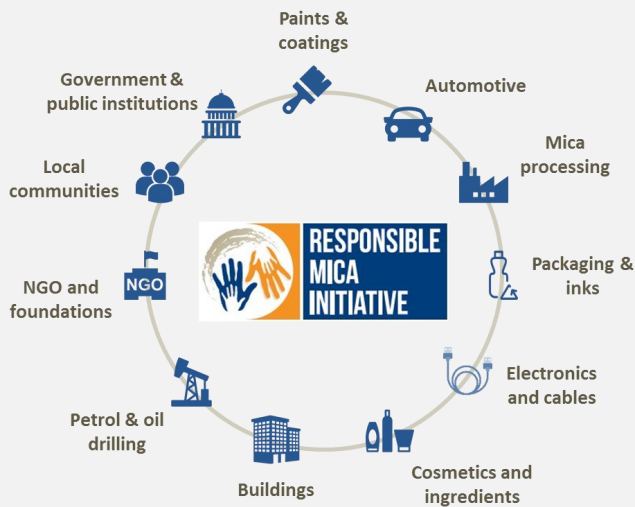 Paints &
coatings
Automotive
Mica
processing
Packaging &
inks
Electronics
and cables
Cosmetics and
ingredients
Buildings
Petrol & oil
drilling
NGO and
foundations
NGO
Local
communities
Government &
public institutions
RESPONSIBLE
MICA
INITIATIVE